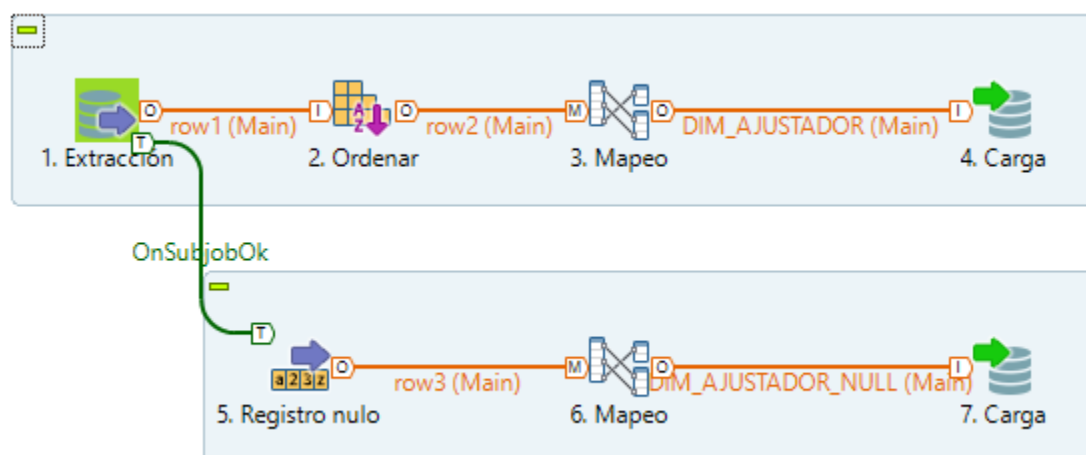 O
row1 (Main)
I
O
row2 (Main)
M
O
DIM_AJUSTADOR (Main)
I
T
A
Z
1. Extracción
2. Ordenar
3. Mapeo
4. Carga
OnSubjobOk
T
a23z
O
row3 (Main)
M
O
DIM_AJUSTADOR_NULL (Main)
I
5. Registro nulo
6. Mapeo
7. Carga